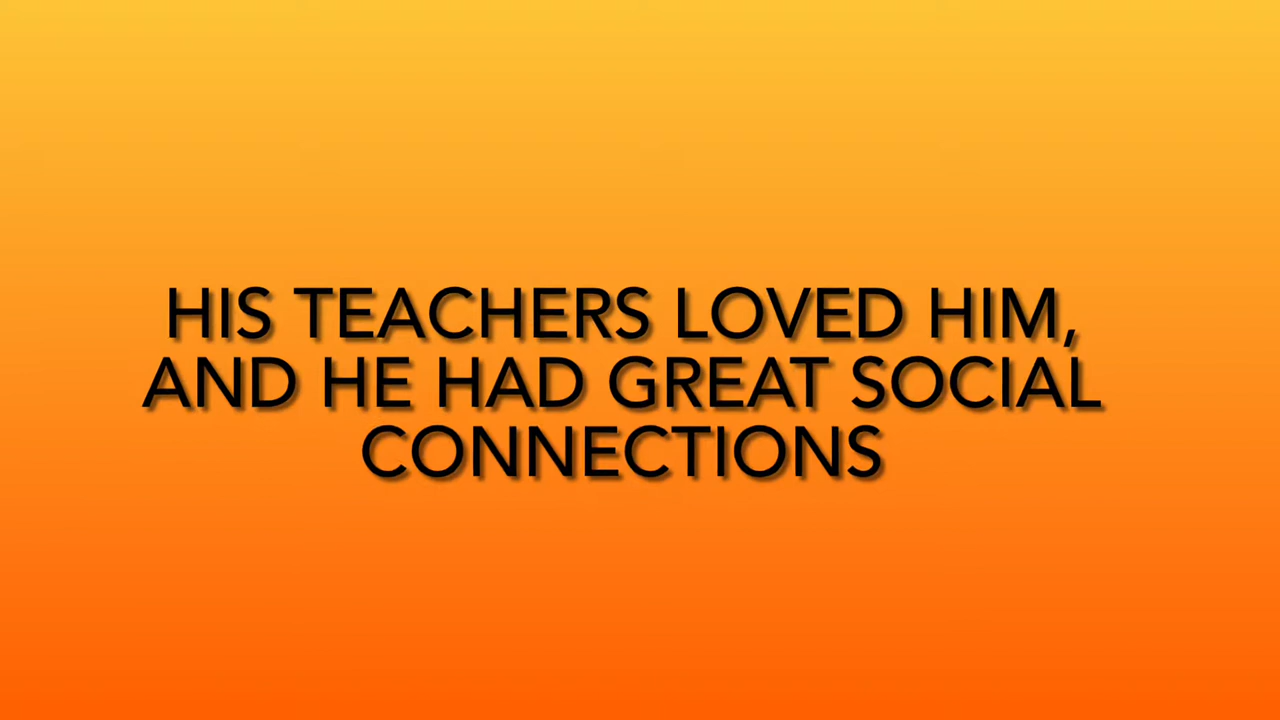 HIS TEACHERS LOVED HIM,
AND HE HAD GREAT SOCIAL
CONNECTIONS